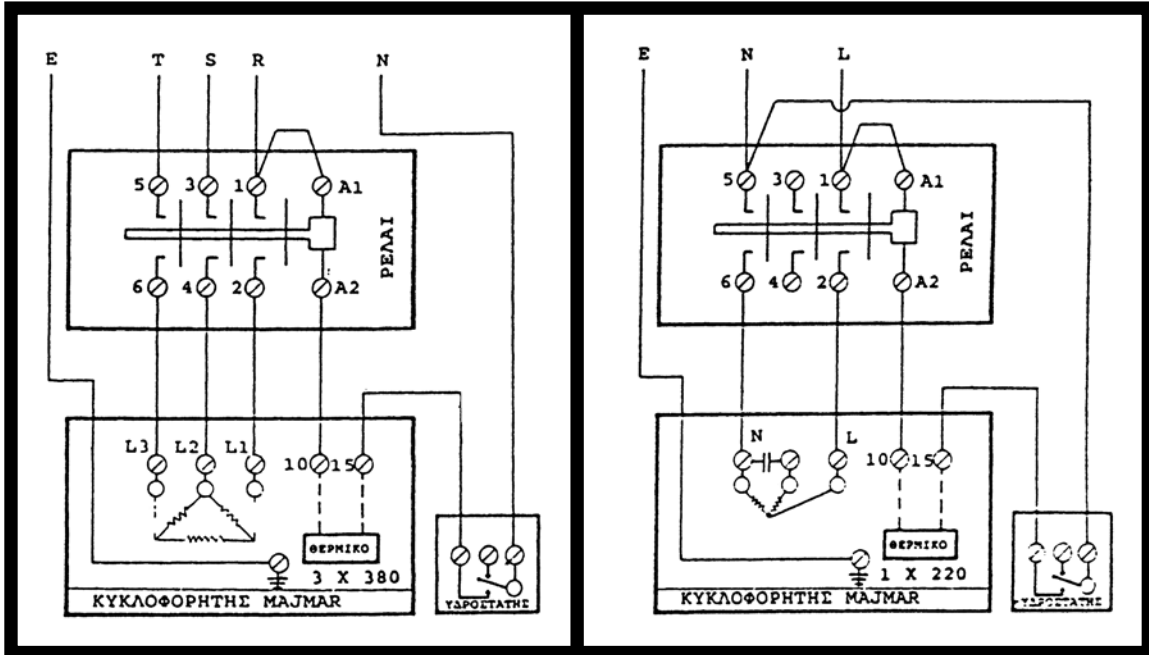 E T S R N
5 3 1 A1
ΡΕΛΑΙ
6 4 2 A2
L3 L2 L1
10 15
ΘΕΡΜΙΚΟ
3 X 380
ΚΥΚΛΟΦΟΡΗΤΗΣ MAJMAR
ΥΔΡΟΣΤΑΤΗΣ
E N L
5 3 1 A1
ΡΕΛΑΙ
6 4 2 A2
N L
10 15
ΘΕΡΜΙΚΟ
1 X 220
ΚΥΚΛΟΦΟΡΗΤΗΣ MAJMAR
ΥΔΡΟΣΤΑΤΗΣ